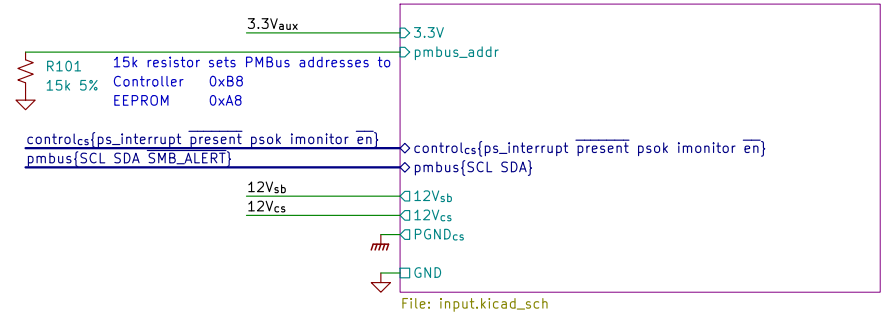 3.3Vaux
3.3V
pmbus_addr
R101
15k 5%
15k resistor sets PMBus addresses to
Controller 0xB8
EEPROM 0xA8
controlcs{ps_interrupt present psok imonitor en}
controlcs{ps_interrupt present psok imonitor en}
pmbus{SCL SDA SMB_ALERT}
pmbus{SCL SDA}
12Vsb
12Vsb
12Vcs
12Vcs
PGNDcs
GND
File: input.kicad_sch